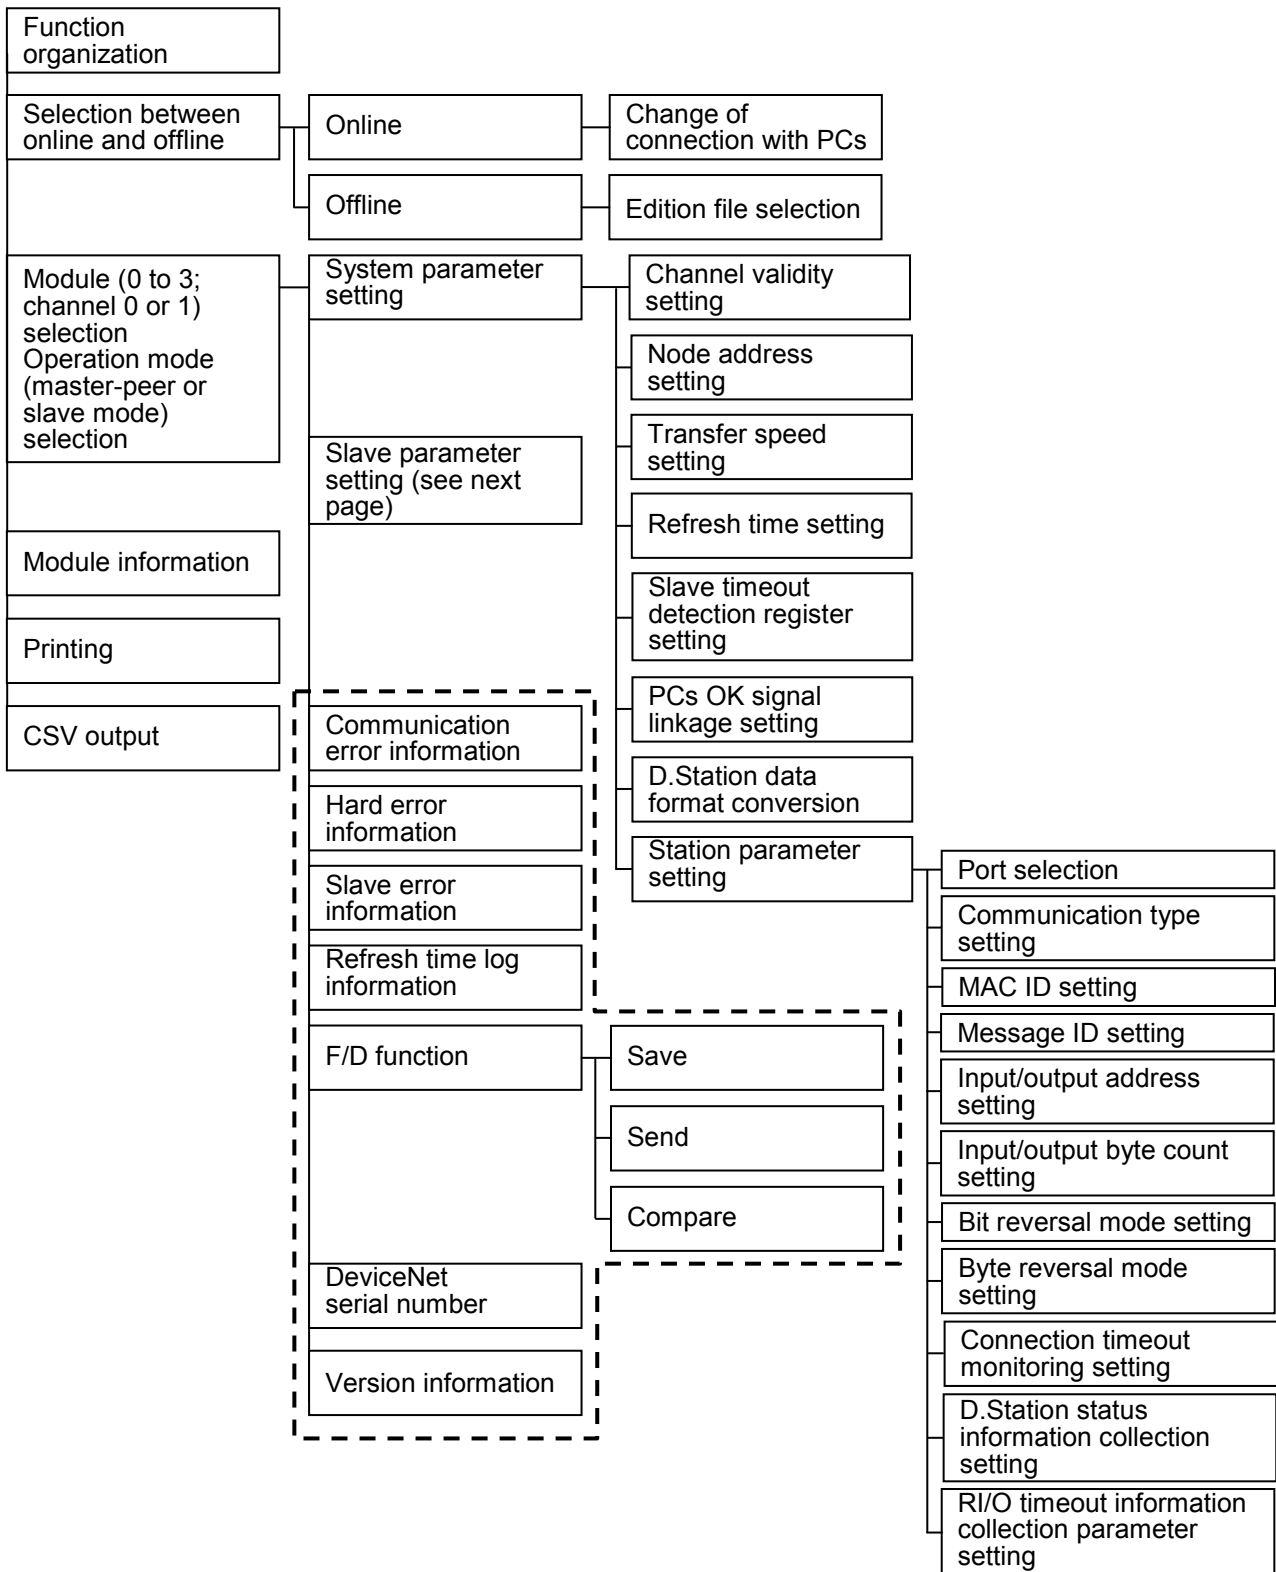 Function
organization
Selection between
online and offline
Online
Change of
connection with PCs
Offline
Edition file selection
Module (0 to 3;
channel 0 or 1)
selection
Operation mode
(master-peer or
slave mode)
selection
System parameter
setting
Channel validity
setting
Node address
setting
Transfer speed
setting
Refresh time setting
Slave timeout
detection register
setting
PCs OK signal
linkage setting
D.Station data
format conversion
Station parameter
setting
Port selection
Communication type
setting
MAC ID setting
Message ID setting
Input/output address
setting
Input/output byte count
setting
Bit reversal mode setting
Byte reversal mode
setting
Connection timeout
monitoring setting
D.Station status
information collection
setting
RI/O timeout information
collection parameter
setting
Slave parameter
setting (see next
page)
Communication
error information
Hard error
information
Slave error
information
Refresh time log
information
F/D function
Save
Send
Compare
DeviceNet
serial number
Version information
Module information
Printing
CSV output